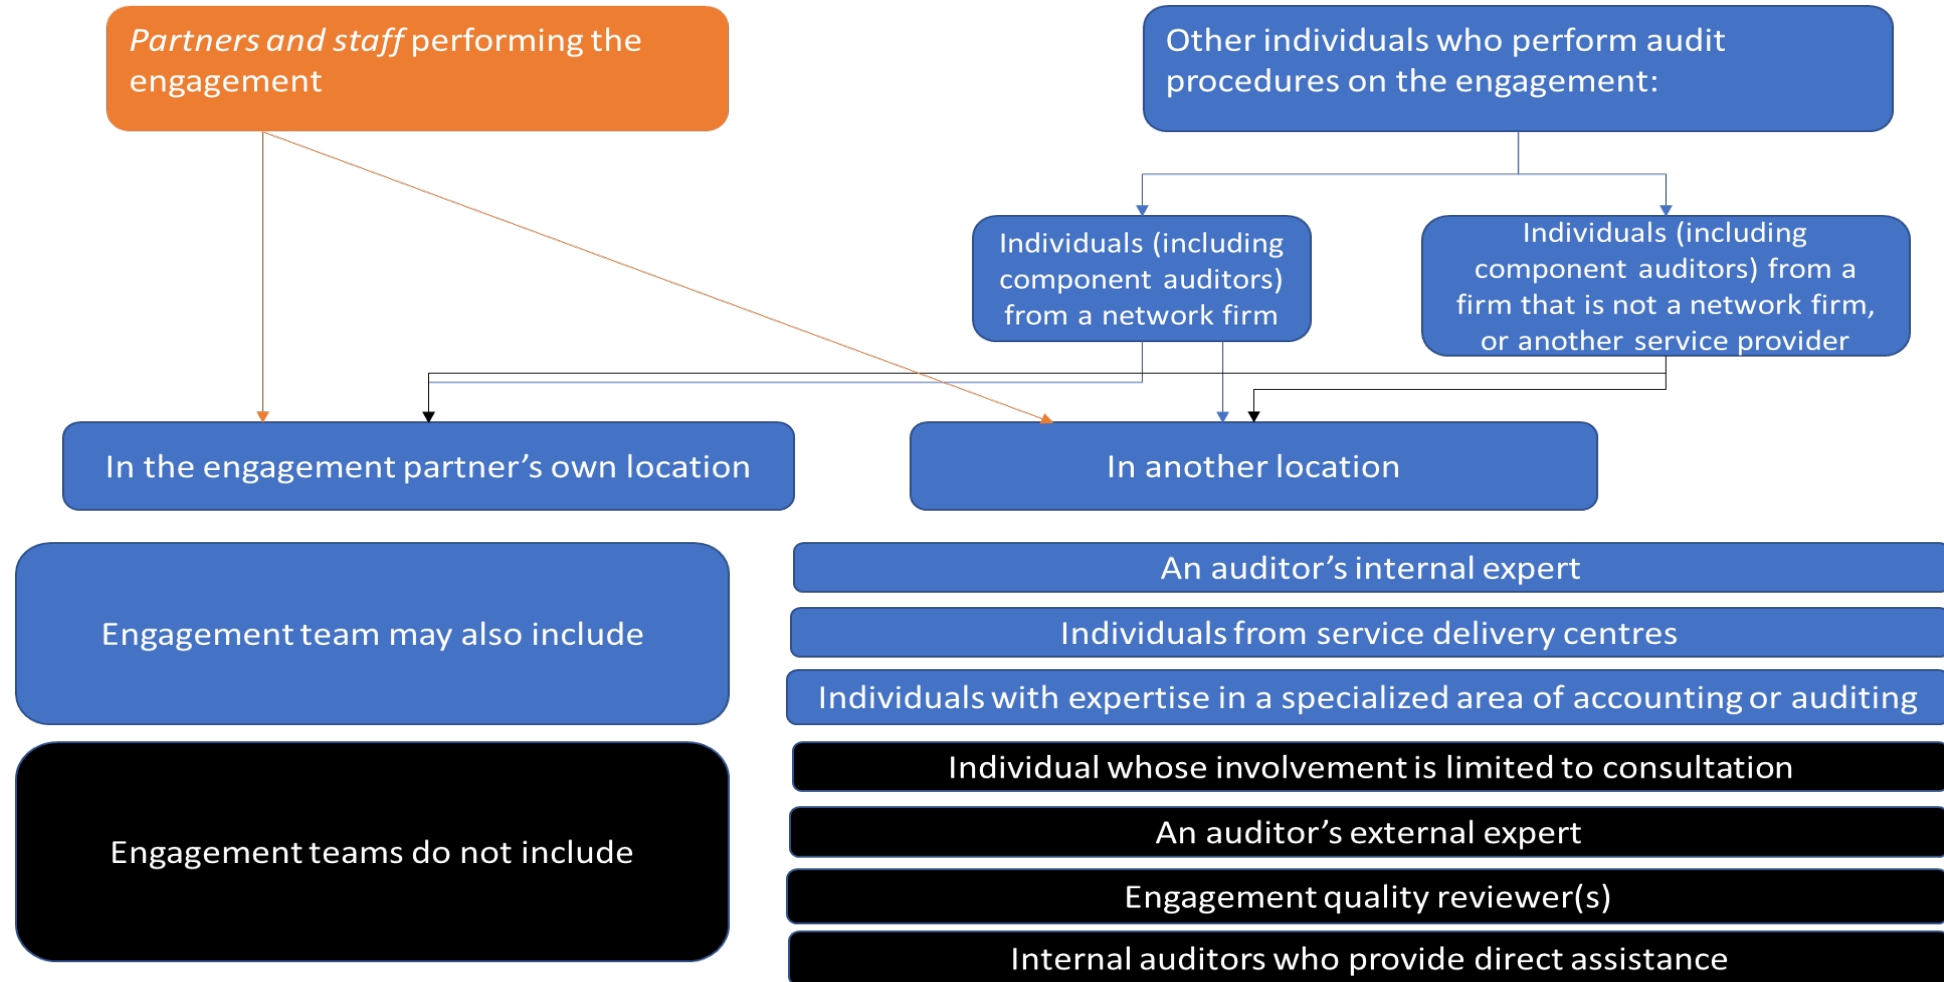 Partners and staff performing the
engagement
Other individuals who perform audit
procedures on the engagement:
Individuals (including
component auditors)
from a network firm
Individuals (including
component auditors) from a
firm that is not a network firm,
or another service provider
In the engagement partner’s own location
In another location
Engagement team may also include
An auditor’s internal expert
Individuals from service delivery centres
Individuals with expertise in a specialized area of accounting or auditing
Engagement teams do not include
Individual whose involvement is limited to consultation
An auditor’s external expert
Engagement quality reviewer(s)
Internal auditors who provide direct assistance